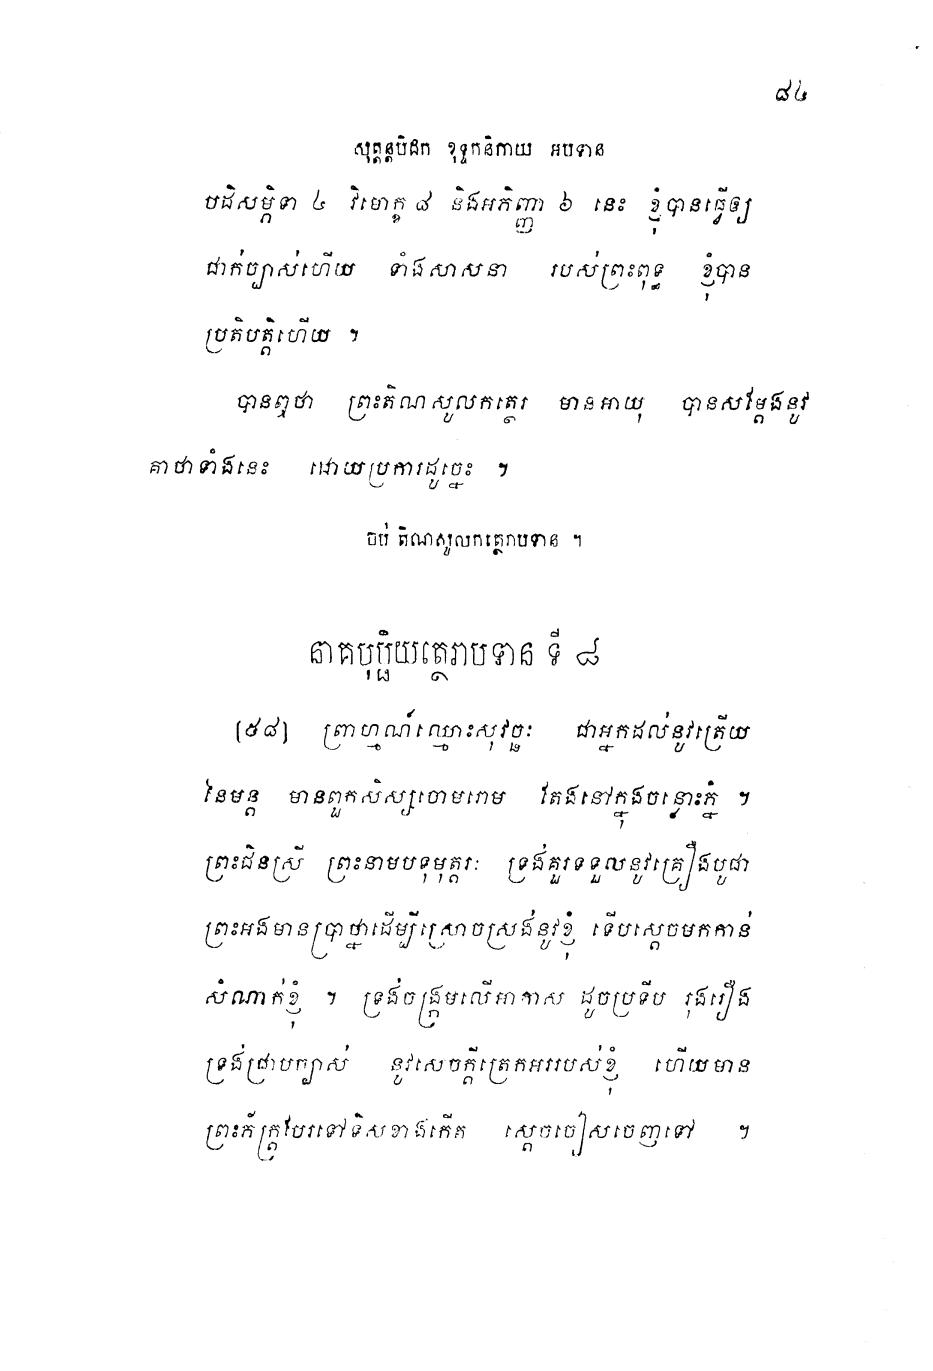 ៨៤
សុត្តន្តបិដក ខុទ្ទកនិកាយ អបទាន
បដិសម្ភិទា ៤ វិមោក្ខ ៨ និងអភិញ្ញា ៦ នេះ ខ្ញុំបានធ្វើឲ្យ
ជាក់ច្បាស់ហើយ ទាំងសាសនា របស់ព្រះពុទ្ធ ខ្ញុំបាន
ប្រតិបត្តិហើយ ។
បានឮថា ព្រះតិណសូលកត្ថេរ មានអាយុ បានសម្តែងនូវ
គាថាទាំងនេះ ដោយប្រការដូច្នេះ ។
ចប់ តិណសូលកត្ថេរាបទាន ។
នាគបុប្ផិយត្ថេរាបទាន ទី ៨
[៥៨] ព្រាហ្មណ៍ឈ្មោះសុវច្ឆៈ ជាអ្នកដល់នូវត្រើយ
នៃមន្ត មានពួកសិស្សចោមរោម តែងនៅក្នុងចន្លោះភ្នំ ។
ព្រះជិនស្រី ព្រះនាមបទុមុត្តរៈ ទ្រង់គួរទទួលនូវគ្រឿងបូជា
ព្រះអង្គមានប្រាថ្នាដើម្បីស្រោចស្រង់នូវខ្ញុំ ទើបស្តេចមកកាន់
សំណាក់ខ្ញុំ ។ ទ្រង់ចង្ក្រមលើអាកាស ដូចប្រទីប រុងរឿង
ទ្រង់ជ្រាបច្បាស់ នូវសេចក្តីត្រេកអររបស់ខ្ញុំ ហើយមាន
ព្រះភ័ក្ត្របែរទៅទិសខាងកើត ស្តេចចៀសចេញទៅ ។